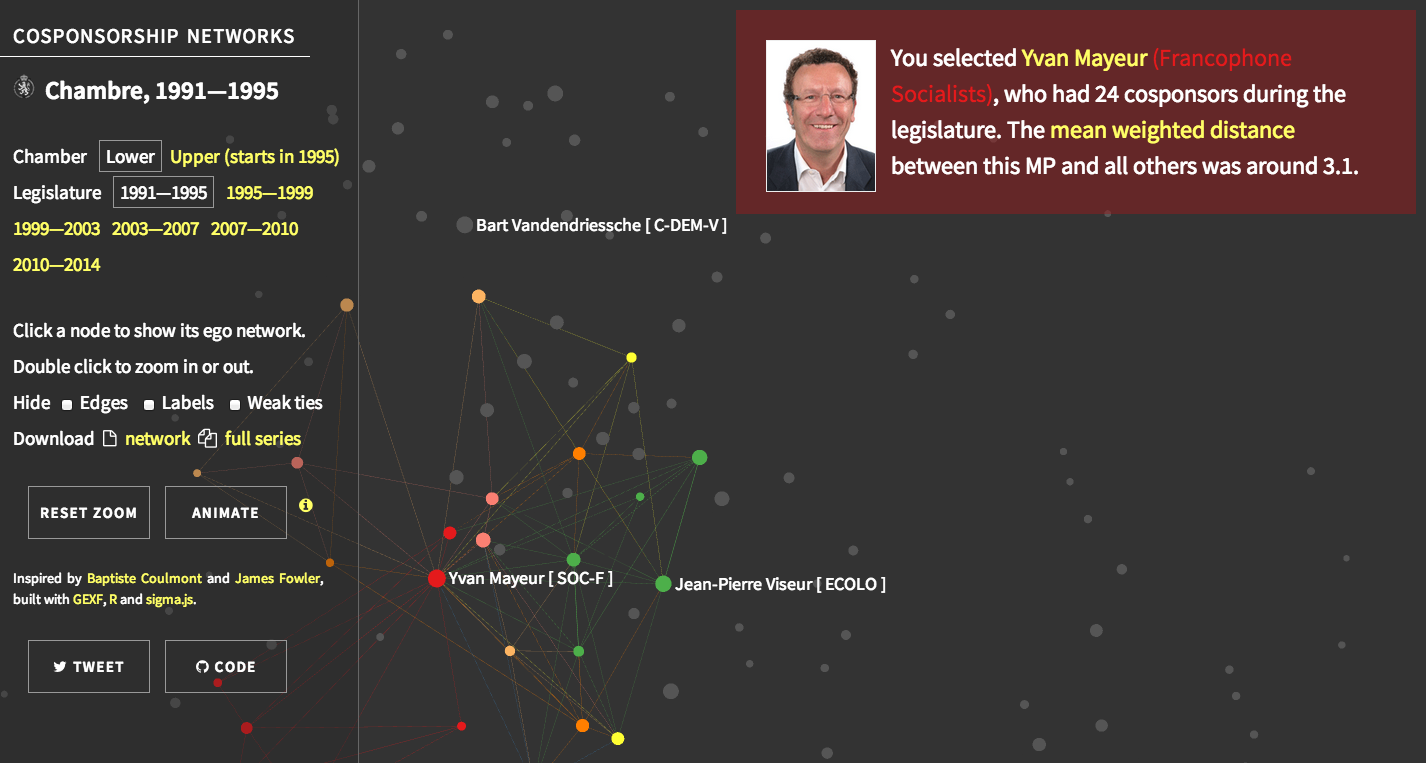 COSPONSORSHIP NETWORKS
Chambre, 1991—1995
Chamber Lower Upper (starts in 1995)
Legislature 1991—1995 1995—1999
1999—2003 2003—2007 2007—2010
2010—2014
Click a node to show its ego network.
Double click to zoom in or out.
Hide Edges Labels Weak ties
Download network full series
RESET ZOOM ANIMATE
Inspired by Baptiste Coulmont and James Fowler,
built with GEXF, R and sigma.js.
TWEET CODE
You selected Yvan Mayeur (Francophone
Socialists), who had 24 cosponsors during the
legislature. The mean weighted distance
between this MP and all others was around 3.1.
Bart Vandendriessche [ C-DEM-V ]
Yvan Mayeur [ SOC-F ]
Jean-Pierre Viseur [ ECOLO ]